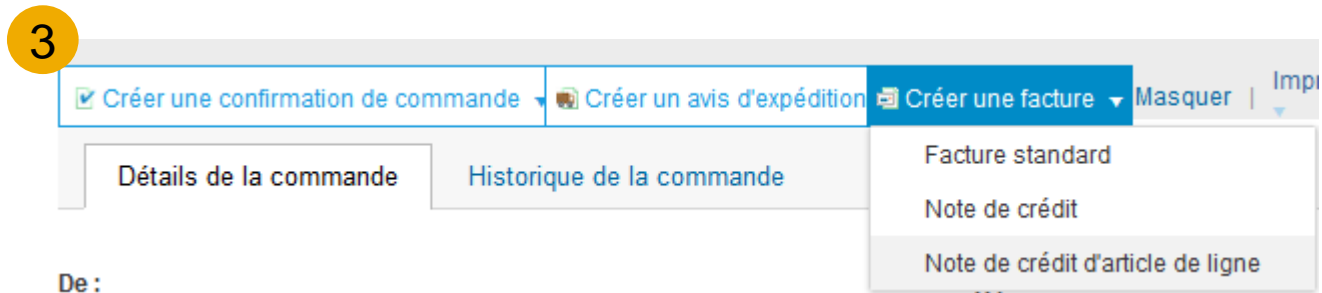 3
Créer une confirmation de commande Créer un avis d'expédition Créer une facture Masquer |
Détails de la commande Historique de la commande
Facture standard
Note de crédit
Note de crédit d'article de ligne
De :